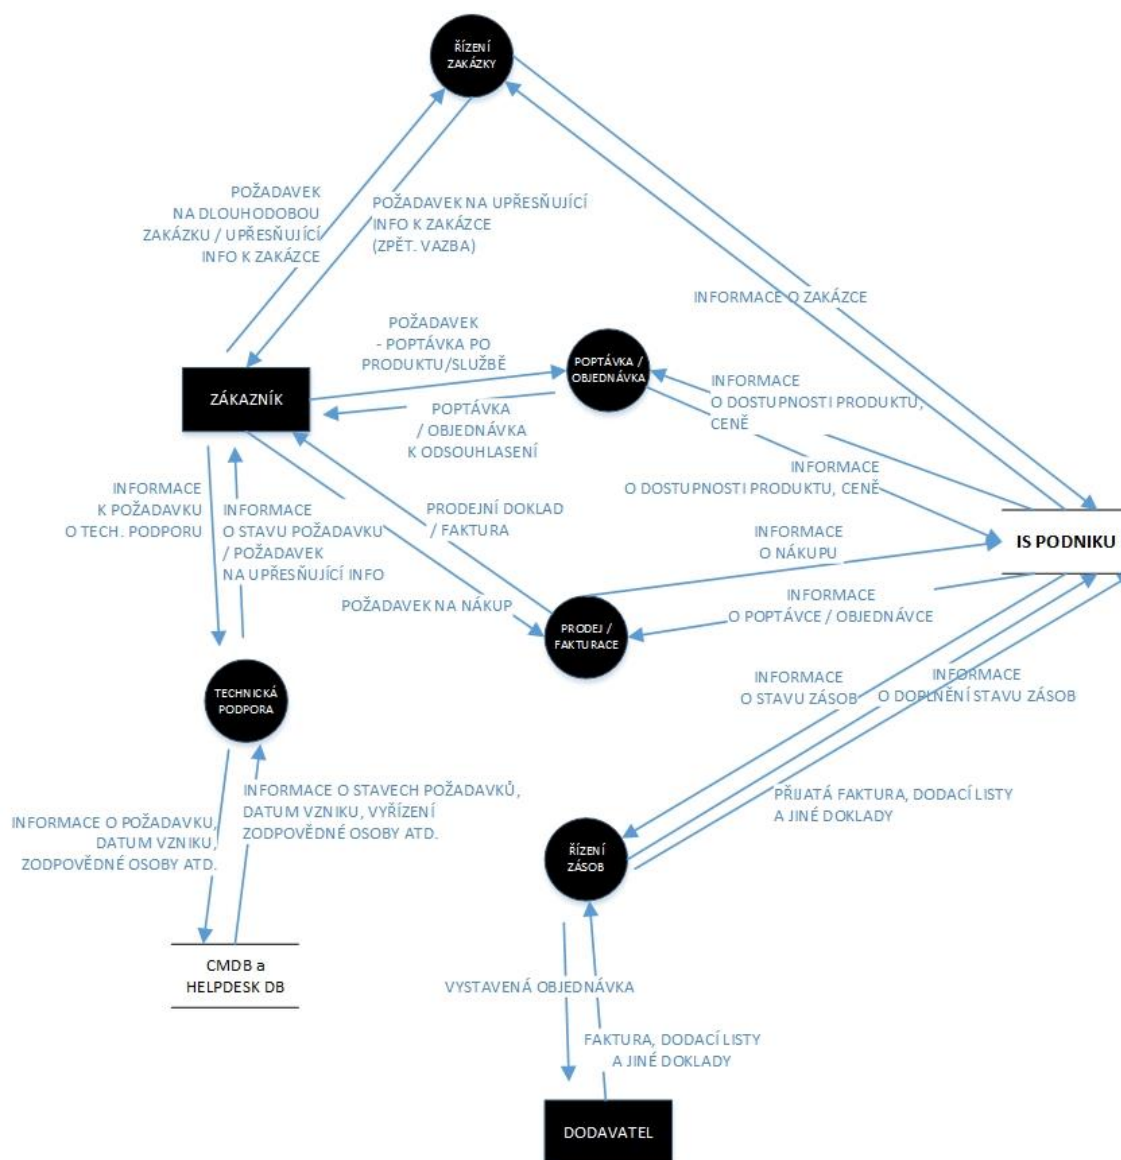 ŘÍZENÍ
ZAKÁZKY
POŽADAVEK
NA DLOUHODOBOU
ZAKÁZKU / UPŘESŇUJÍCÍ
INFO K ZAKÁZCE
POŽADAVEK NA UPŘESŇUJÍCÍ
INFO K ZAKÁZCE
(ZPĚT. VAZBA)
INFORMACE O ZAKÁZCE
POŽADAVEK
- POPTÁVKA PO
PRODUKTU/SLUŽBĚ
POPTÁVKA /
OBJEDNÁVKA
INFORMACE
O DOSTUPNOSTI PRODUKTU,
CENĚ
ZÁKAZNÍK
POPTÁVKA
/ OBJEDNÁVKA
K ODSOUHLASENÍ
INFORMACE
O DOSTUPNOSTI PRODUKTU, CENĚ
INFORMACE
K POŽADAVKU
O TECH. PODPORU
INFORMACE
O STAVU POŽADAVKU
/ POŽADAVEK
NA UPŘESŇUJÍCÍ INFO
PRODEJNÍ DOKLAD
/ FAKTURA
INFORMACE
O NÁKUPU
IS PODNIKU
POŽADAVEK NA NÁKUP
INFORMACE
O POPTÁVCE / OBJEDNÁVCE
PRODEJ /
FAKTURACE
TECHNICKÁ
PODPORA
INFORMACE
O STAVU ZÁSOB
INFORMACE
O DOPLNĚNÍ STAVU ZÁSOB
INFORMACE O POŽADAVKU,
DATUM VZNIKU,
ZODPOVĚDNÉ OSOBY ATD.
INFORMACE O STAVECH POŽADAVKŮ,
DATUM VZNIKU, VYŘÍZENÍ
ZODPOVĚDNÉ OSOBY ATD.
PŘIJATÁ FAKTURA, DODACÍ LISTY
A JINÉ DOKLADY
ŘÍZENÍ
ZÁSOB
CMDB a
HELPDESK DB
VYSTAVENÁ OBJEDNÁVKA
FAKTURA, DODACÍ LISTY
A JINÉ DOKLADY
DODAVATEL